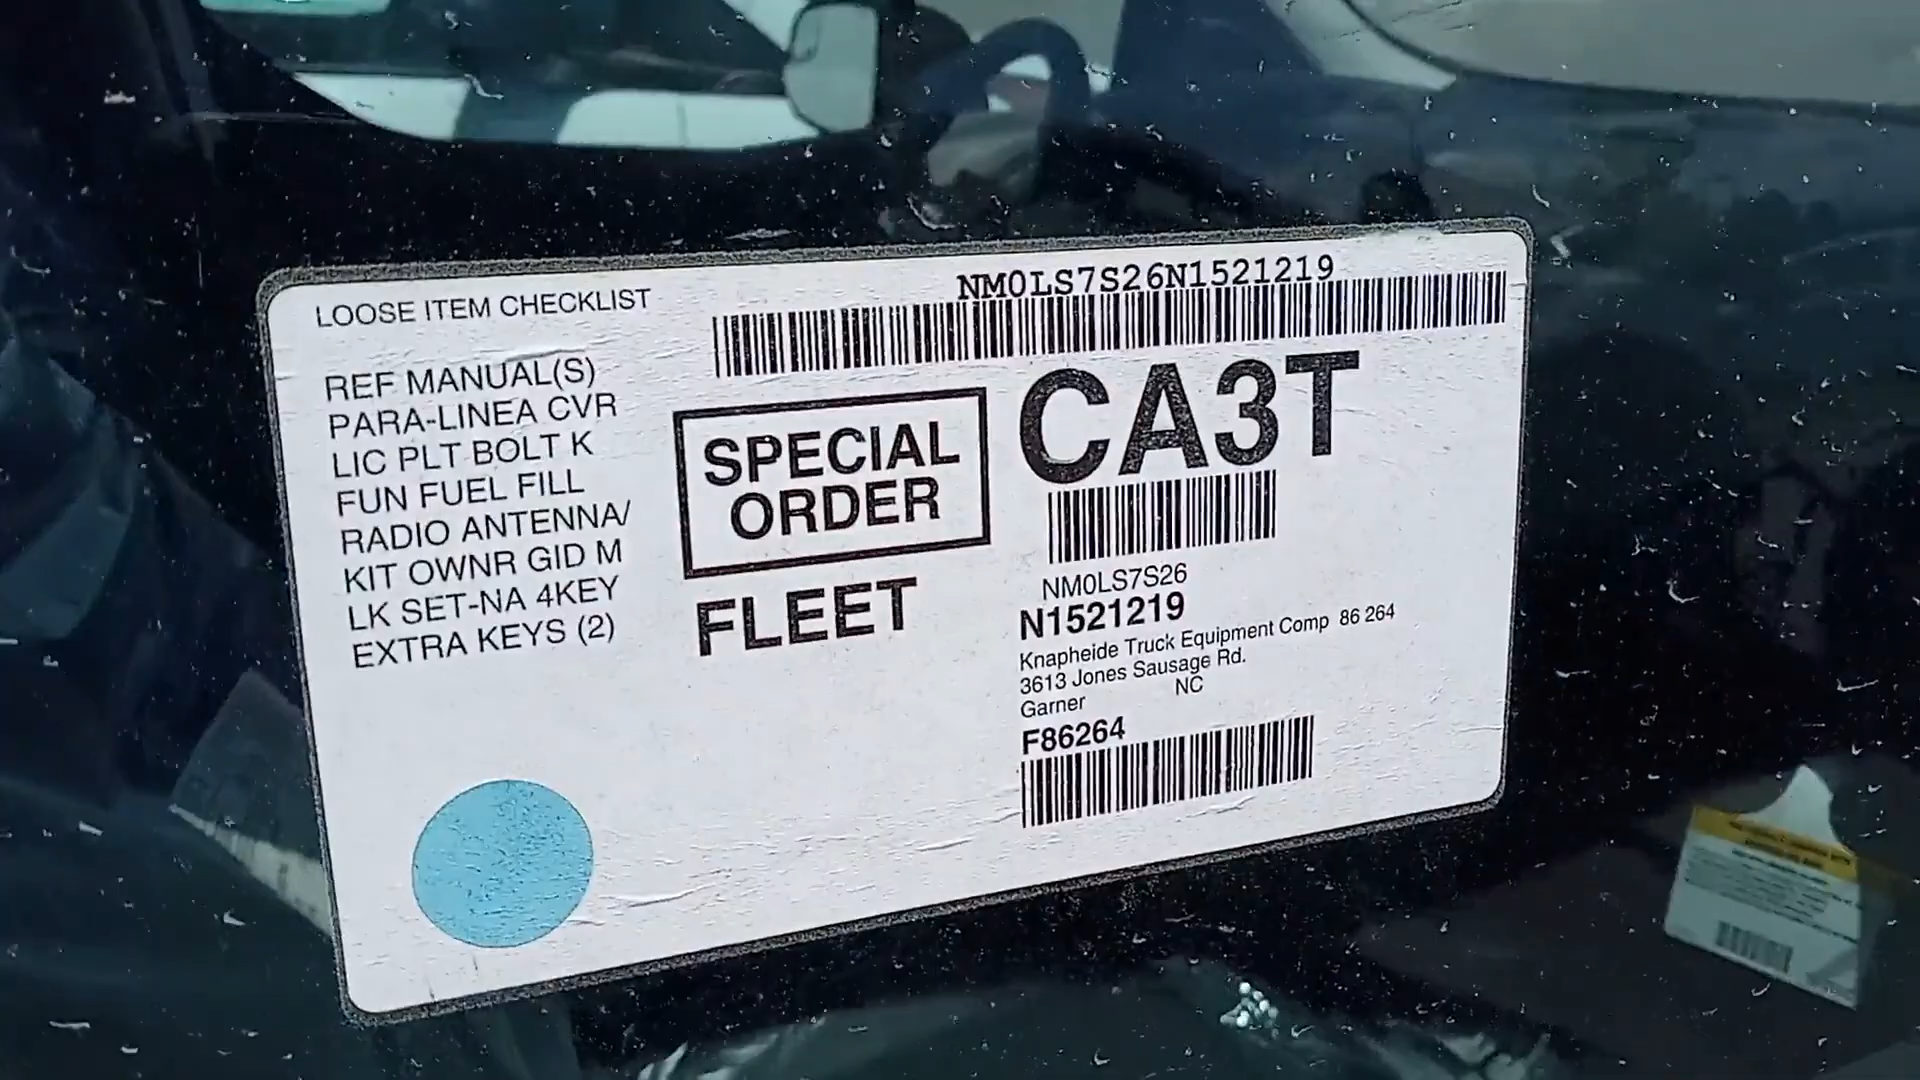 LOOSE ITEM CHECKLIST
REF MANUAL(S)
PARA-LINEA CVR
LIC PLT BOLT K
FUN FUEL FILL
RADIO ANTENNA/
KIT OWNR GID M
LK SET-NA 4KEY
EXTRA KEYS (2)
SPECIAL
ORDER
FLEET
NM0LS7S26N1521219
CA3T
NM0LS7S26
N1521219
Knapheide Truck Equipment Comp 86 264
3613 Jones Sausage Rd.
Garner NC
F86264